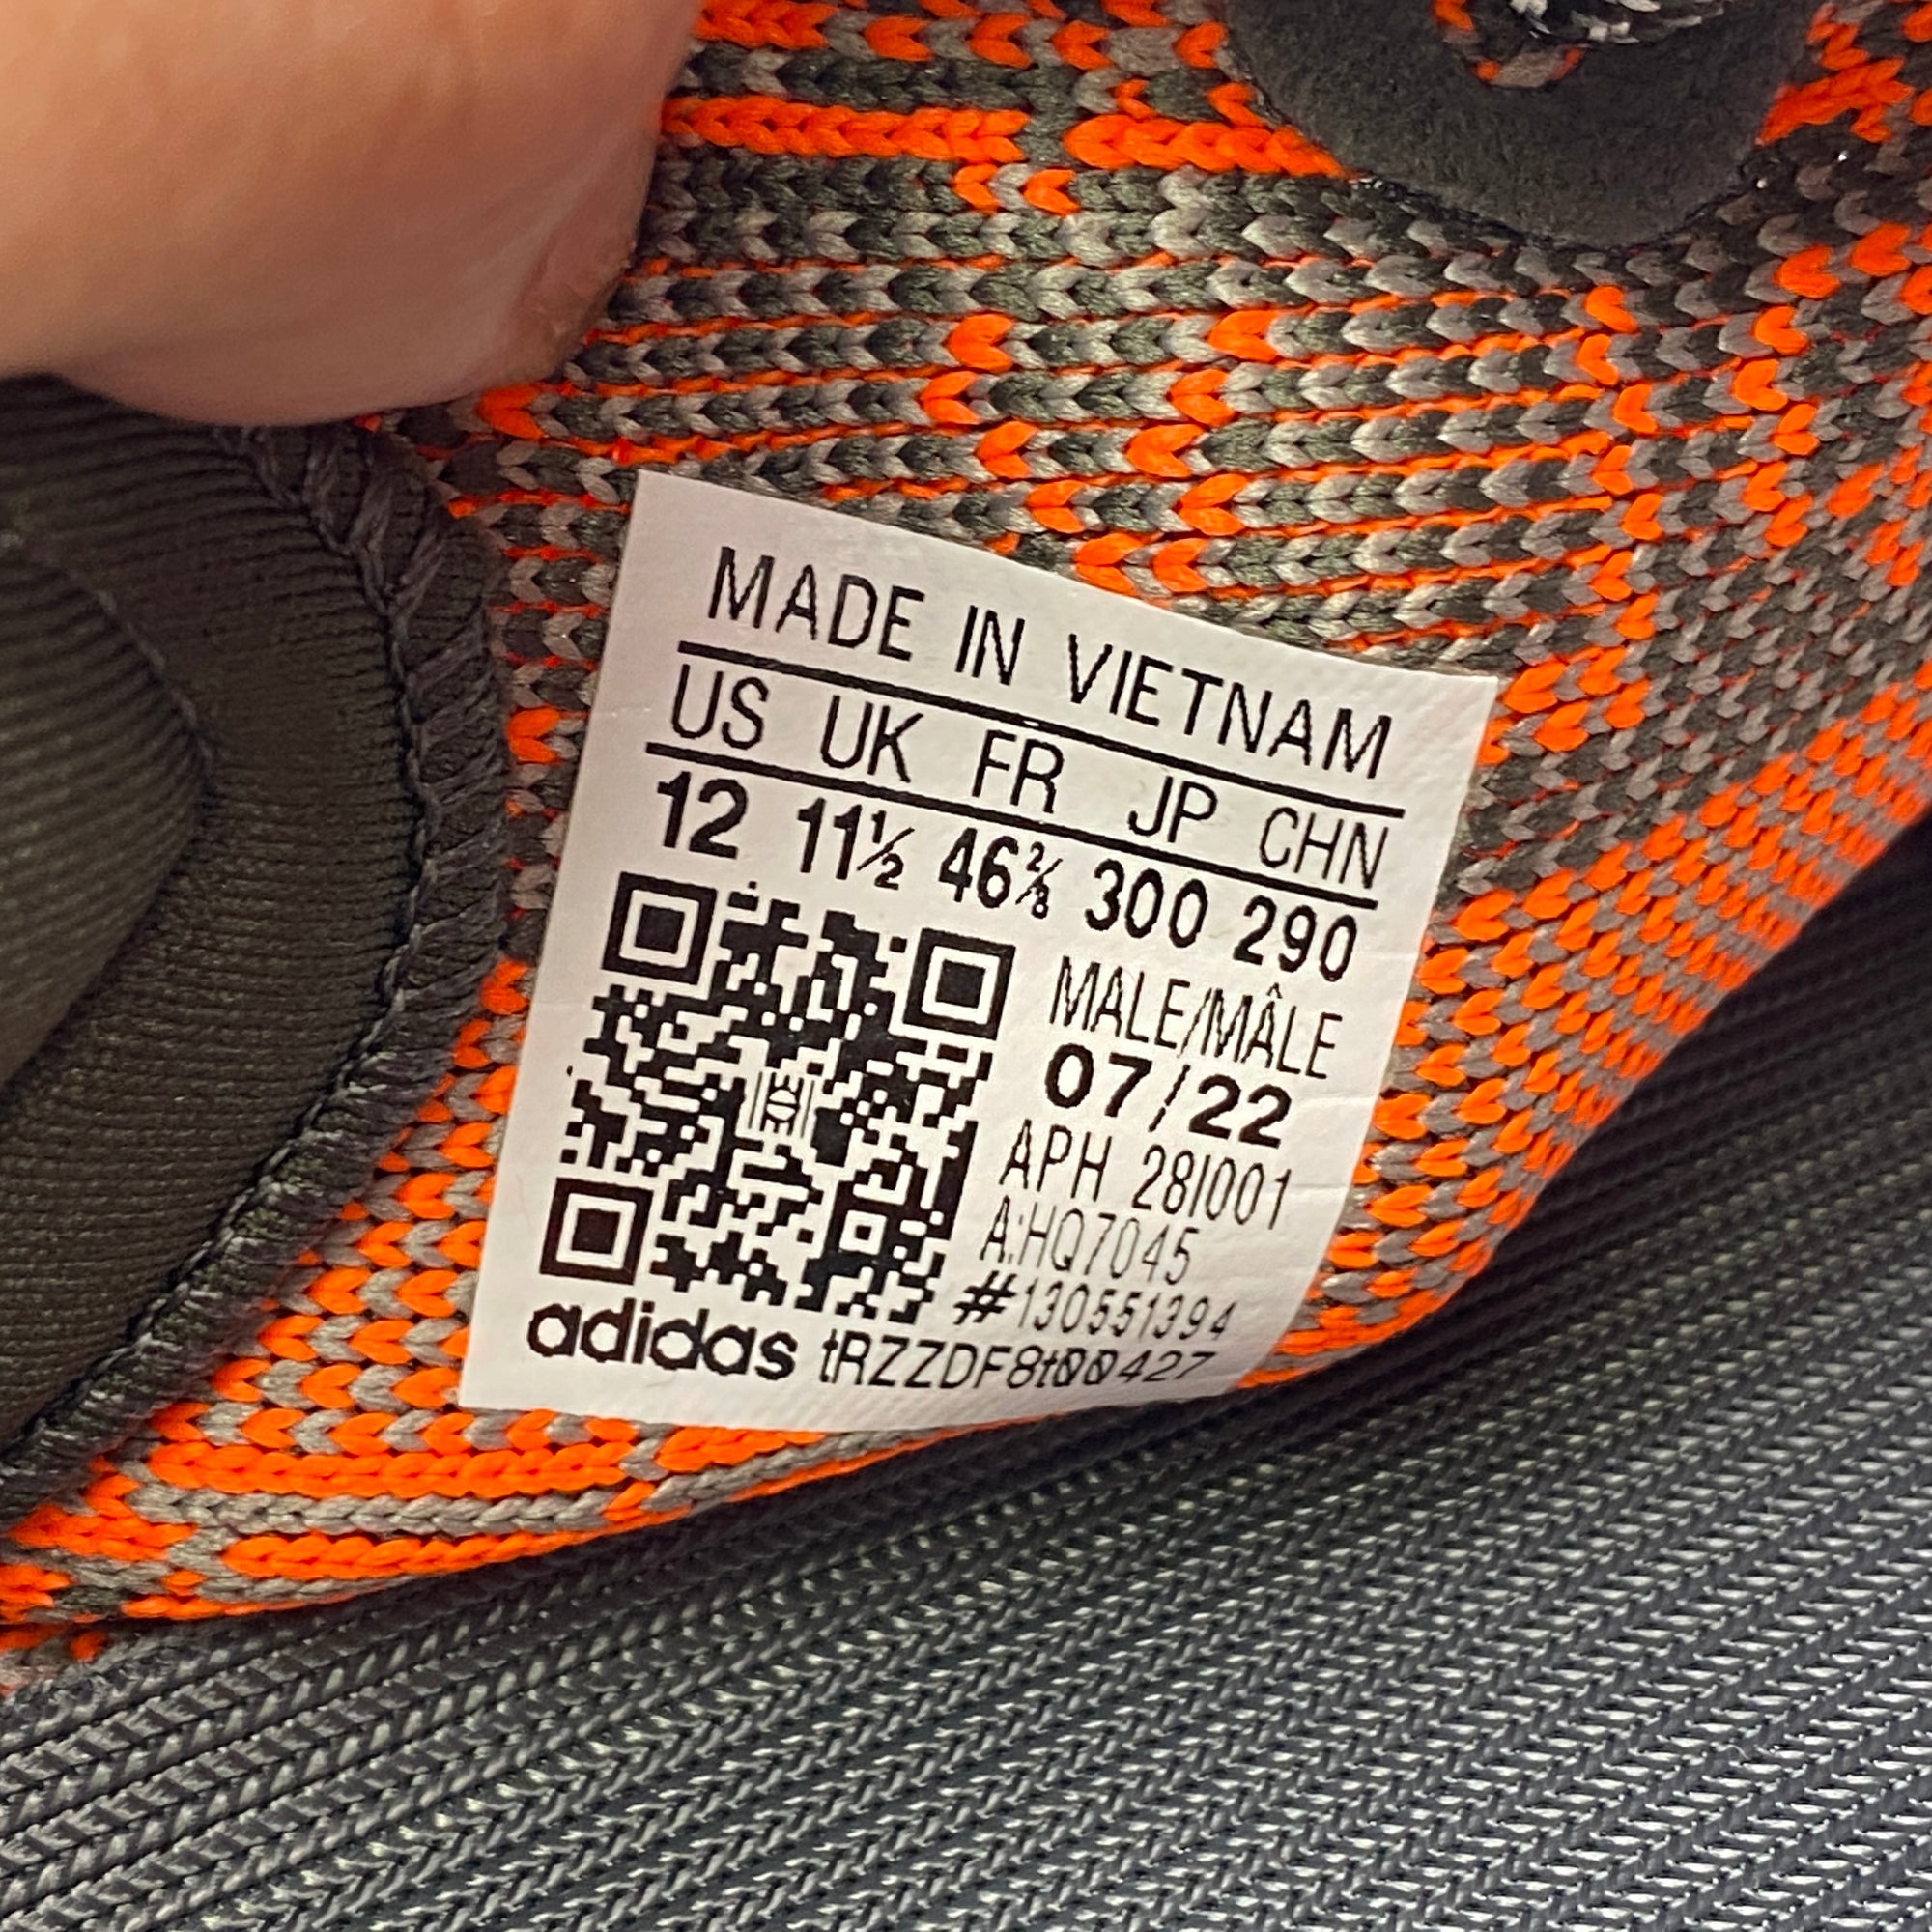 MADE IN VIETNAM
US UK FR JP CHN
12 11½ 46⅔ 300 290
MALE/MÂLE
07/22
APH 28I001
A:HQ7045
#130551394
adidas tRZZDF8t00427